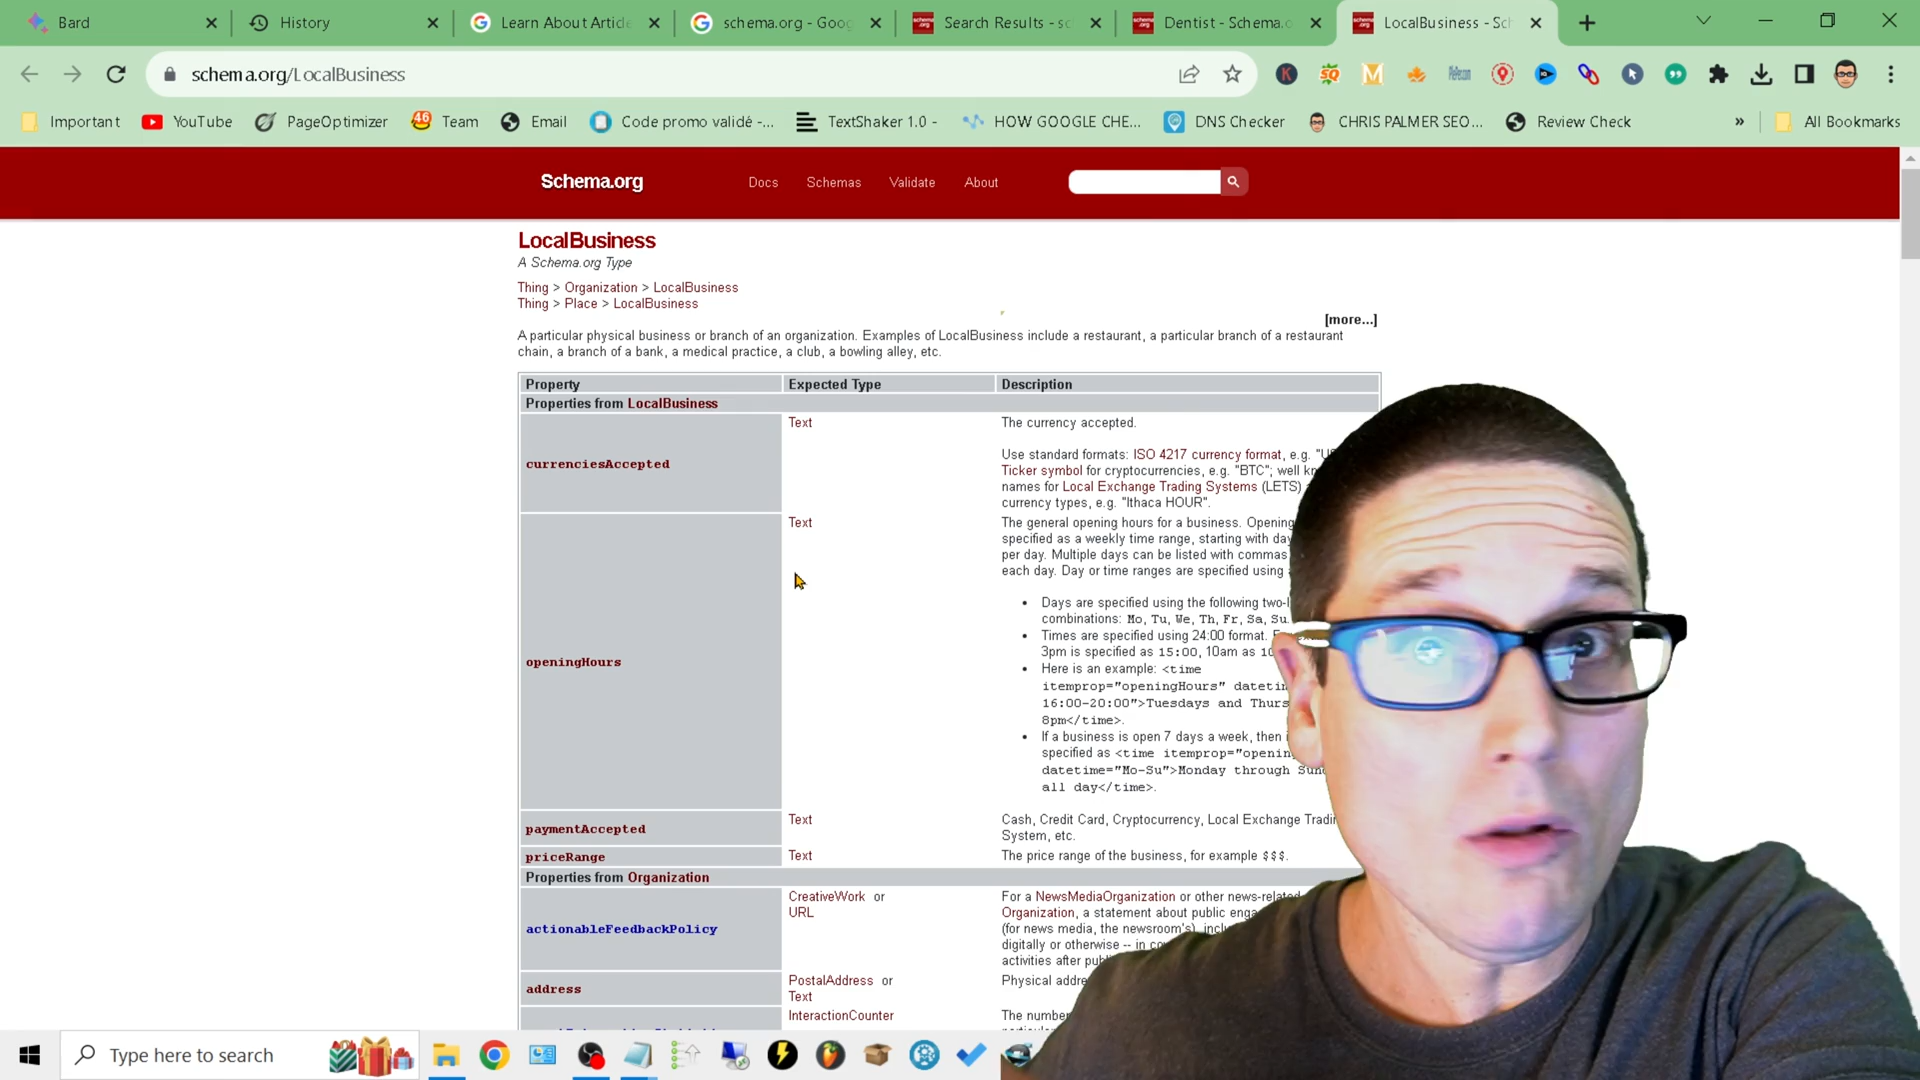 Bard
History
Learn About Article
schema.org - Goog
Search Results - sc
Dentist - Schema.o
LocalBusiness - Sch
schema.org/LocalBusiness
Important
YouTube
PageOptimizer
46
Team
Email
Code promo validé -...
TextShaker 1.0 -
HOW GOOGLE CHE...
DNS Checker
CHRIS PALMER SEO...
Review Check
»
All Bookmarks
Schema.org
Docs
Schemas
Validate
About
LocalBusiness
A Schema.org Type
Thing > Organization > LocalBusiness
Thing > Place > LocalBusiness
[more...]
A particular physical business or branch of an organization. Examples of LocalBusiness include a restaurant, a particular branch of a restaurant
chain, a branch of a bank, a medical practice, a club, a bowling alley, etc.
Property Expected Type Description
Properties from LocalBusiness
currenciesAccepted
Text
The currency accepted.
Use standard formats: ISO 4217 currency format, e.g. "U
Ticker symbol for cryptocurrencies, e.g. "BTC"; well kn
names for Local Exchange Trading Systems (LETS)
currency types, e.g. "Ithaca HOUR".
openingHours
Text
The general opening hours for a business. Opening
specified as a weekly time range, starting with day
per day. Multiple days can be listed with commas
each day. Day or time ranges are specified using
• Days are specified using the following two-l
combinations: Mo, Tu, We, Th, Fr, Sa, Su.
• Times are specified using 24:00 format. F
3pm is specified as 15:00, 10am as 10
• Here is an example: <time
itemprop="openingHours" datetim
16:00-20:00">Tuesdays and Thurs
8pm</time>.
• If a business is open 7 days a week, then i
specified as <time itemprop="openin
datetime="Mo-Su">Monday through Sun
all day</time>.
paymentAccepted
Text
Cash, Credit Card, Cryptocurrency, Local Exchange Tradin
System, etc.
priceRange
Text
The price range of the business, for example $$$.
Properties from Organization
actionableFeedbackPolicy
CreativeWork or
URL
For a NewsMediaOrganization or other news-related
Organization, a statement about public enga
(for news media, the newsroom's), inclu
digitally or otherwise -- in co
activities after pub
address
PostalAddress or
Text
Physical addre
InteractionCounter
The number
Type here to search